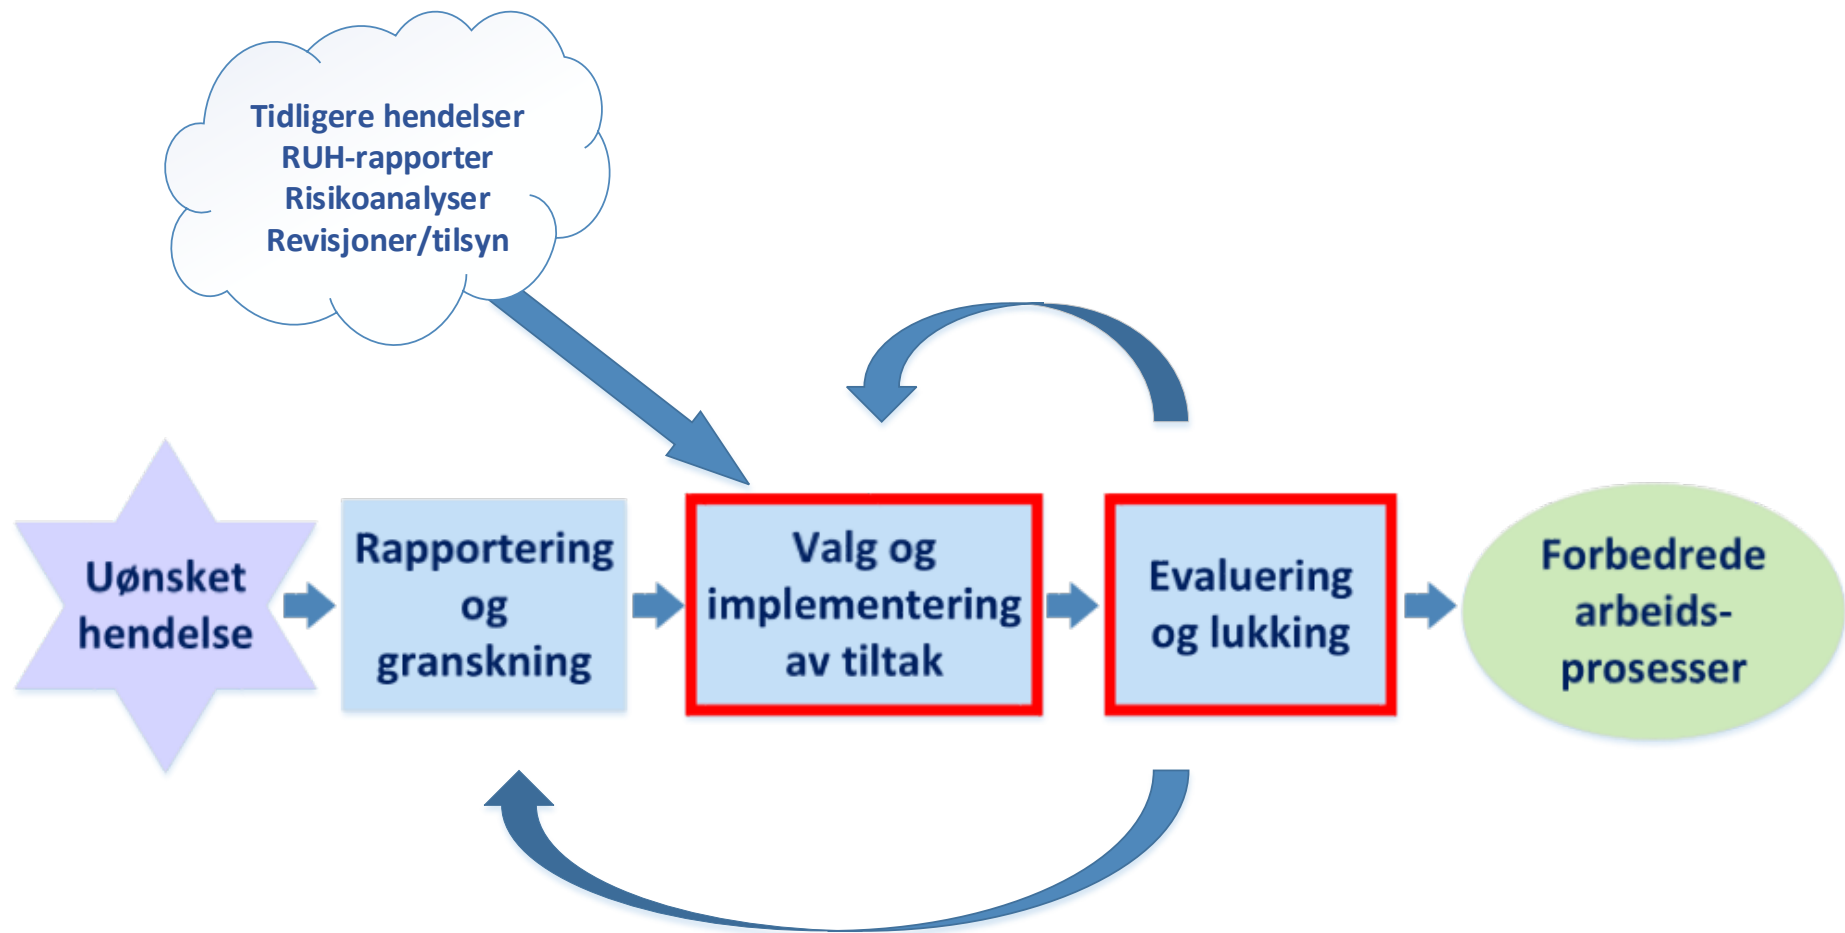 Tidligere hendelser
RUH-rapporter
Risikoanalyser
Revisjoner/tilsyn
Uønsket
hendelse
Rapportering
og
granskning
Valg og
implementering
av tiltak
Evaluering
og lukking
Forbedrede
arbeids-
prosesser